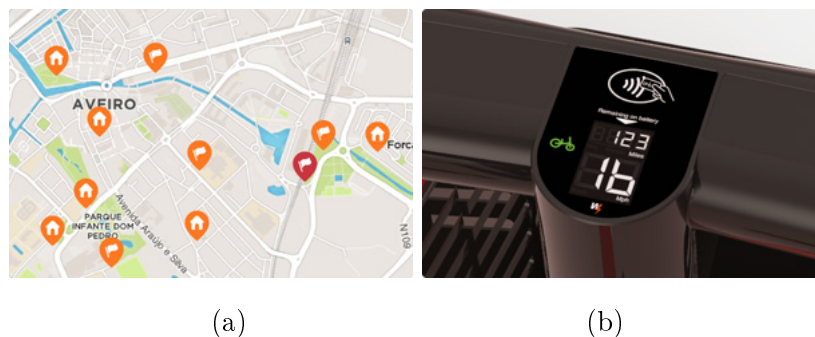 AVEIRO
Forca
PARQUE
INFANTE DOM
PEDRO
Avenida Araújo e Silva
N109
Remaining on battery
123
Miles
16
Mph
(a)
(b)